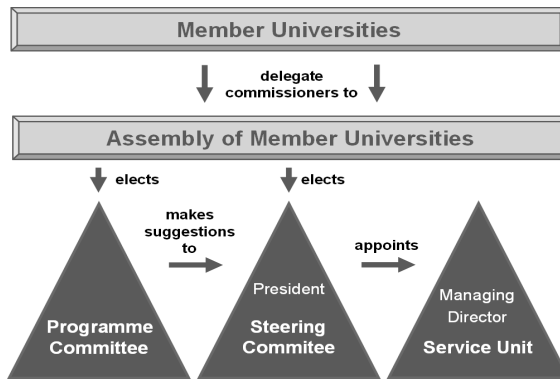 Member Universities
delegate
commissioners to
Assembly of Member Universities
elects
elects
makes
suggestions
to
appoints
Programme
Committee
President
Steering
Commitee
Managing
Director
Service Unit